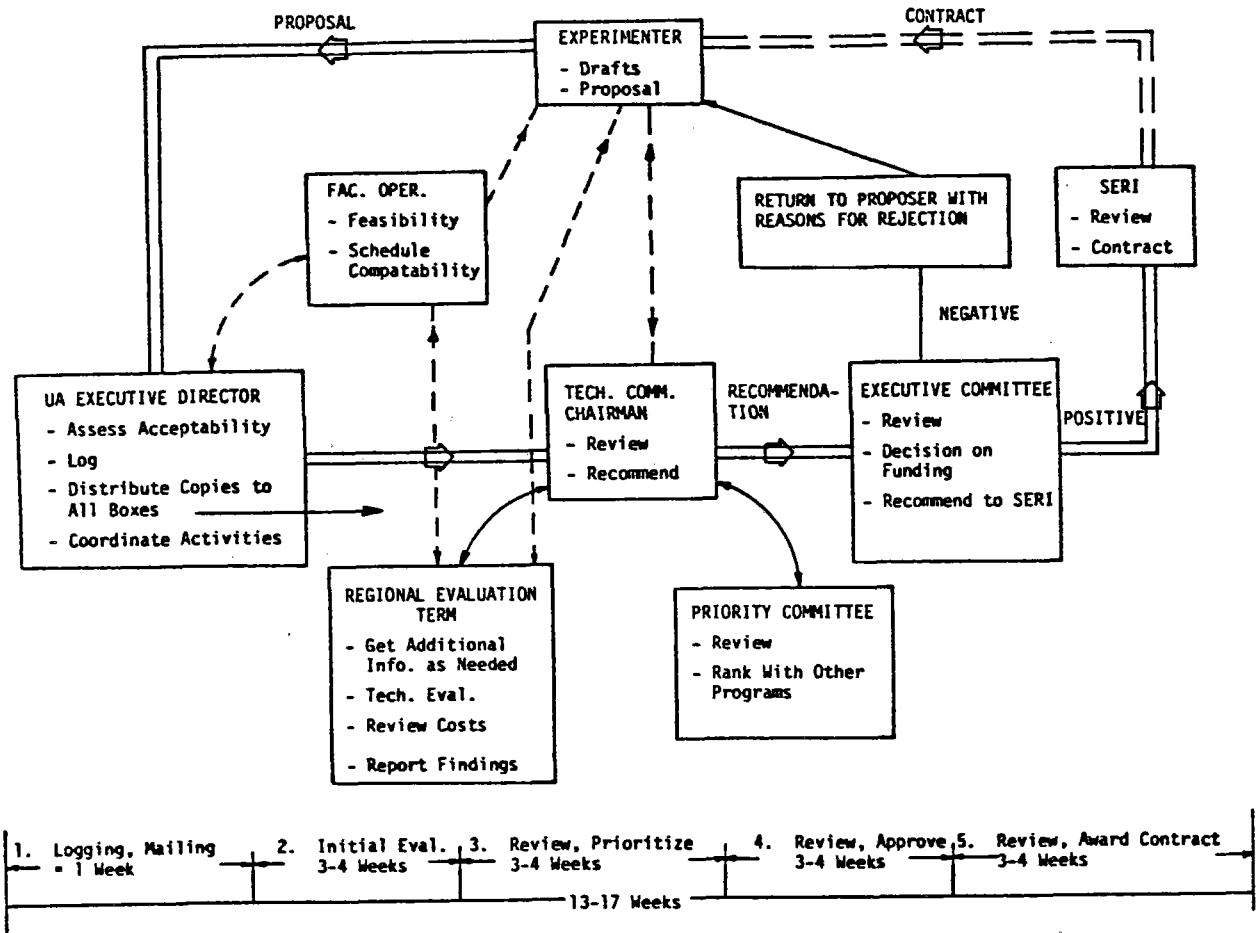 PROPOSAL
CONTRACT
EXPERIMENTER
- Drafts
- Proposal
FAC. OPER.
- Feasibility
- Schedule
Compatability
RETURN TO PROPOSER WITH
REASONS FOR REJECTION
SERI
- Review
- Contract
NEGATIVE
UA EXECUTIVE DIRECTOR
- Assess Acceptability
- Log
- Distribute Copies to
All Boxes
- Coordinate Activities
TECH. COMM.
CHAIRMAN
- Review
- Recommend
RECOMMENDA-
TION
EXECUTIVE COMMITTEE
- Review
- Decision on
Funding
- Recommend to SERI
POSITIVE
REGIONAL EVALUATION
TERM
- Get Additional
Info. as Needed
- Tech. Eval.
- Review Costs
- Report Findings
PRIORITY COMMITTEE
- Review
- Rank With Other
Programs
1. Logging, Mailing
= 1 Week
2. Initial Eval.
3-4 Weeks
3. Review, Prioritize
3-4 Weeks
4. Review, Approve
3-4 Weeks
5. Review, Award Contract
3-4 Weeks
13-17 Weeks